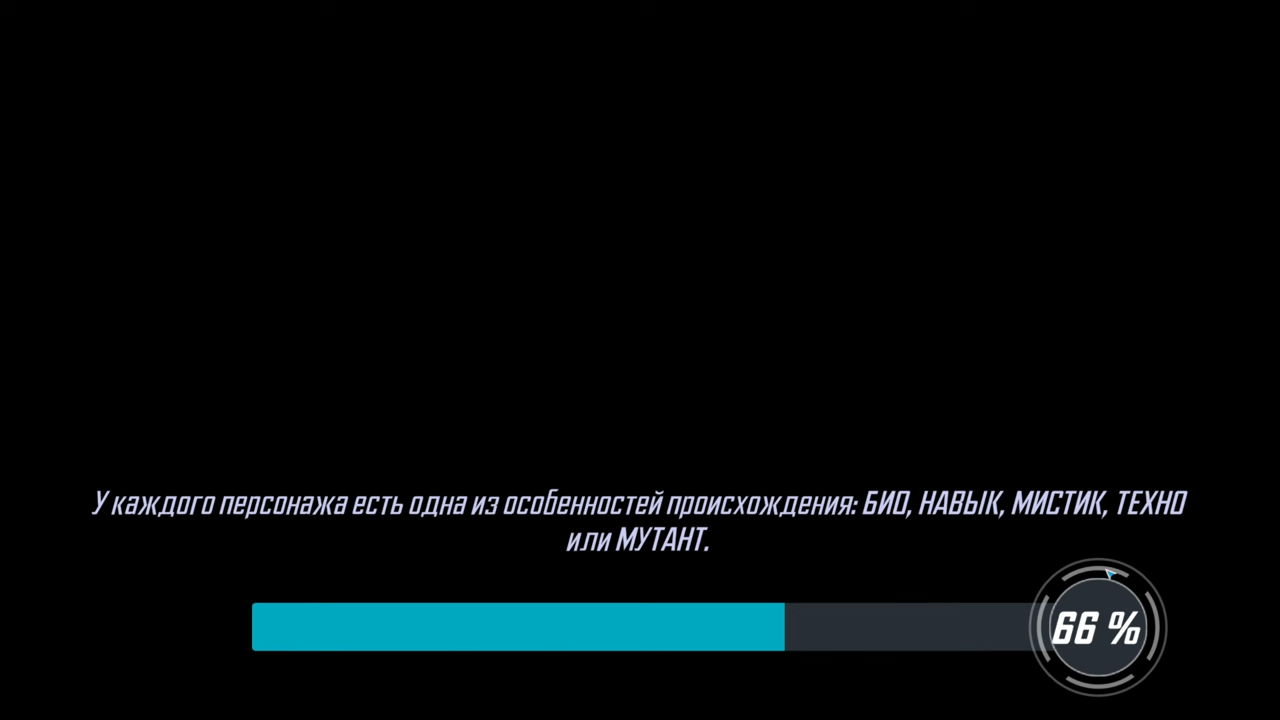 У каждого персонажа есть одна из особенностей происхождения: БИО, НАВЫК, МИСТИК, ТЕХНО
или МУТАНТ.
66 %